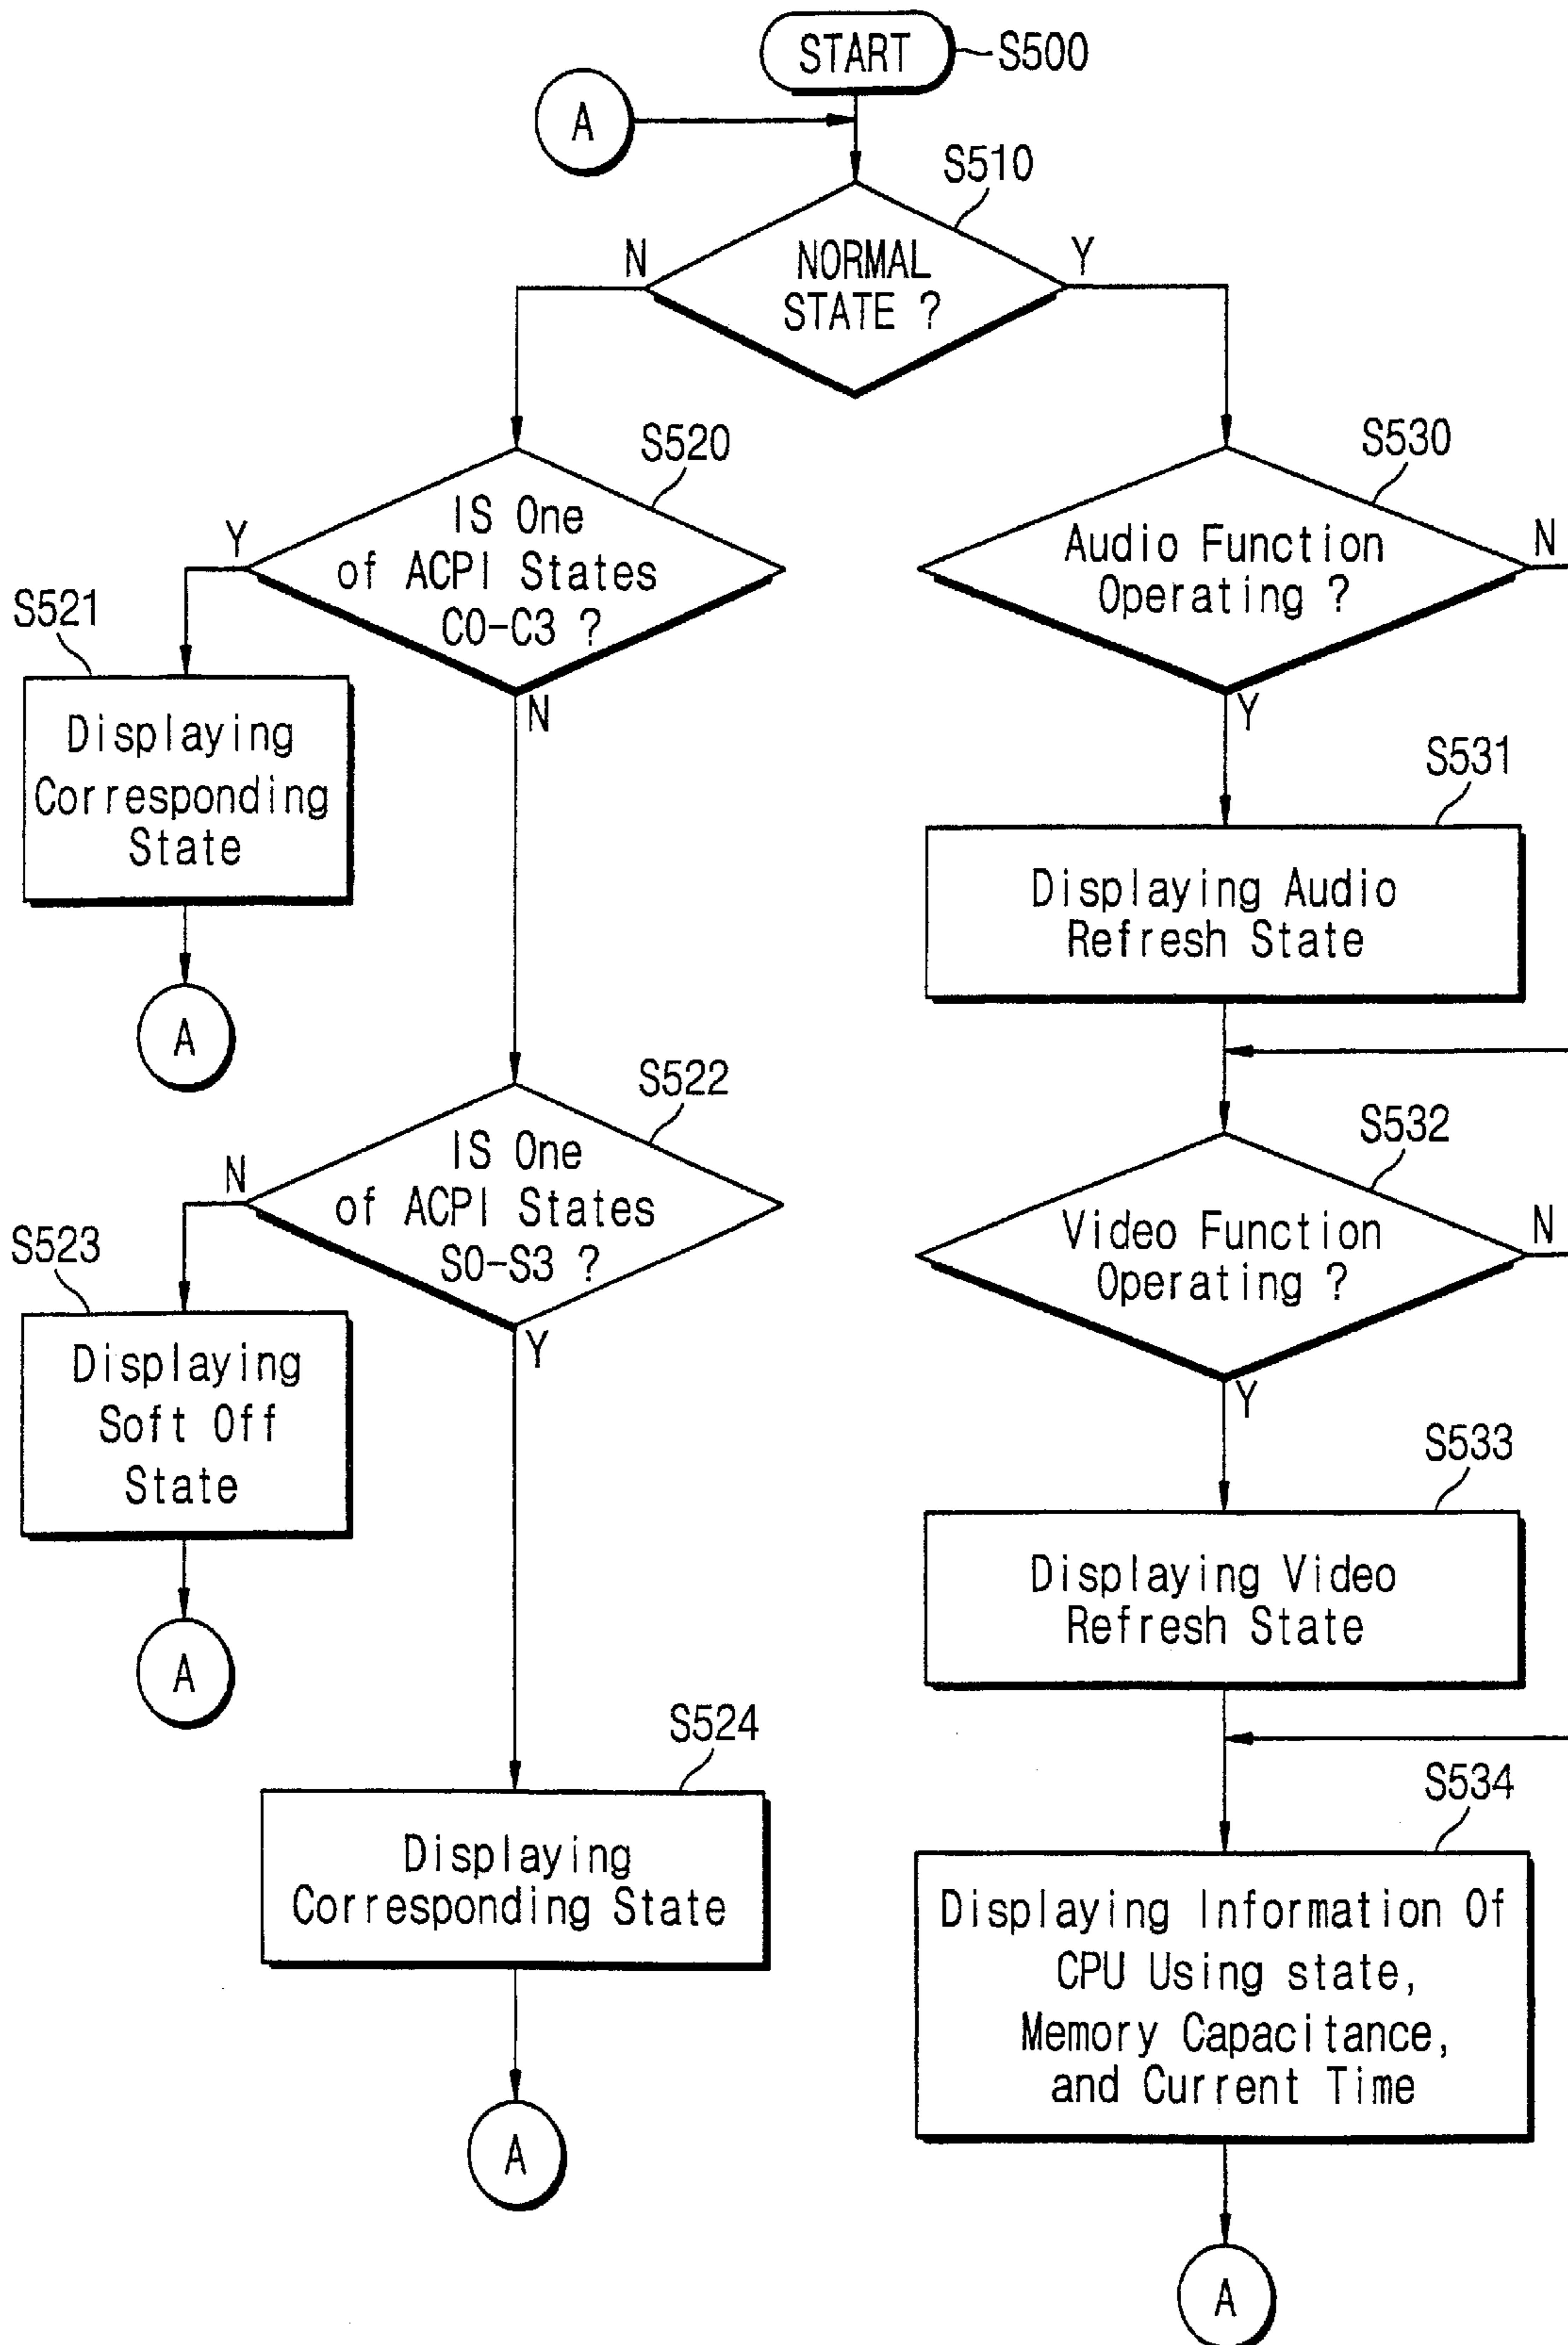 START
S500
A
S510
N
NORMAL
STATE ?
Y
S520
IS One
of ACPI States
C0-C3 ?
Y
N
S521
Displaying
Corresponding
State
A
S522
IS One
of ACPI States
S0-S3 ?
N
Y
S523
Displaying
Soft Off
State
A
S524
Displaying
Corresponding State
A
S530
Audio Function
Operating ?
N
Y
S531
Displaying Audio
Refresh State
S532
Video Function
Operating ?
N
Y
S533
Displaying Video
Refresh State
S534
Displaying Information Of
CPU Using state,
Memory Capacitance,
and Current Time
A